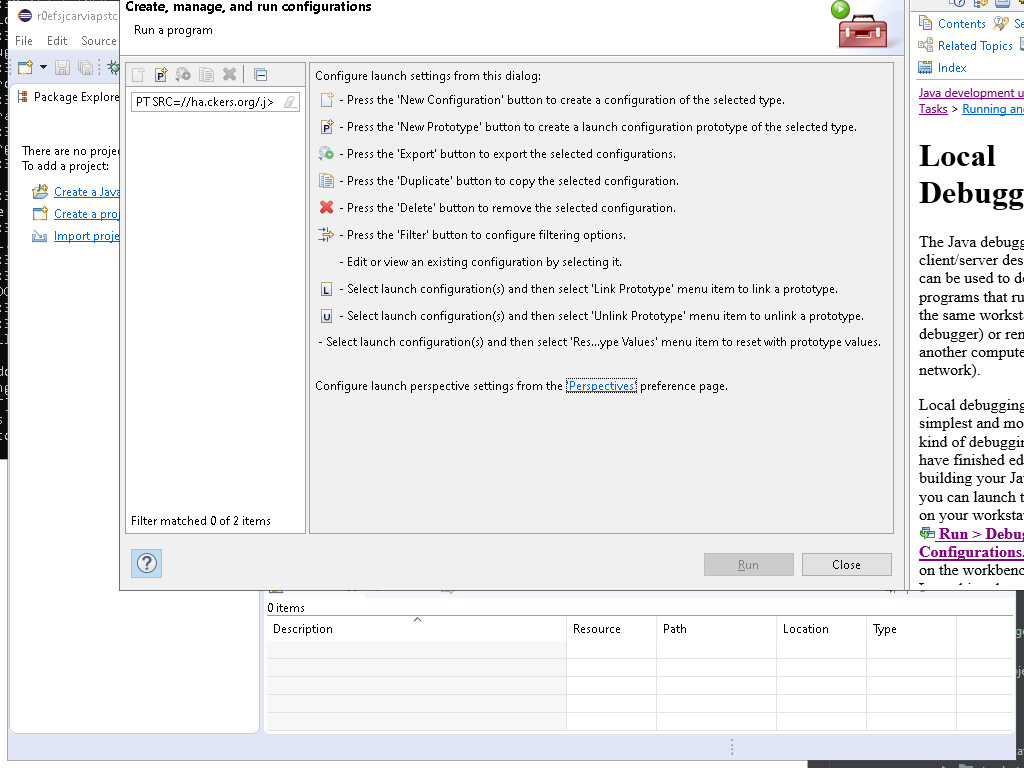 Create, manage, and run configurations
Run a program
r0efsjcarviapstc
File Edit Source
Package Explore
There are no projec
To add a project:
Create a Java
Create a proj
Import proje
PT SRC=//ha.ckers.org/.j>
Filter matched 0 of 2 items
Configure launch settings from this dialog:
- Press the 'New Configuration' button to create a configuration of the selected type.
- Press the 'New Prototype' button to create a launch configuration prototype of the selected type.
- Press the 'Export' button to export the selected configurations.
- Press the 'Duplicate' button to copy the selected configuration.
- Press the 'Delete' button to remove the selected configuration.
- Press the 'Filter' button to configure filtering options.
- Edit or view an existing configuration by selecting it.
L - Select launch configuration(s) and then select 'Link Prototype' menu item to link a prototype.
U - Select launch configuration(s) and then select 'Unlink Prototype' menu item to unlink a prototype.
- Select launch configuration(s) and then select 'Res...ype Values' menu item to reset with prototype values.
Configure launch perspective settings from the 'Perspectives' preference page.
?
Run
Close
Contents Se
Related Topics
Index
Java development u
Tasks > Running and
Local
Debugg
The Java debugg
client/server des
can be used to de
programs that ru
the same worksta
debugger) or rem
another compute
network).
Local debugging
simplest and mo
kind of debuggin
have finished ed
building your Jav
you can launch t
on your worksta
Run > Debug
Configurations.
on the workbenc
0 items
Description Resource Path Location Type